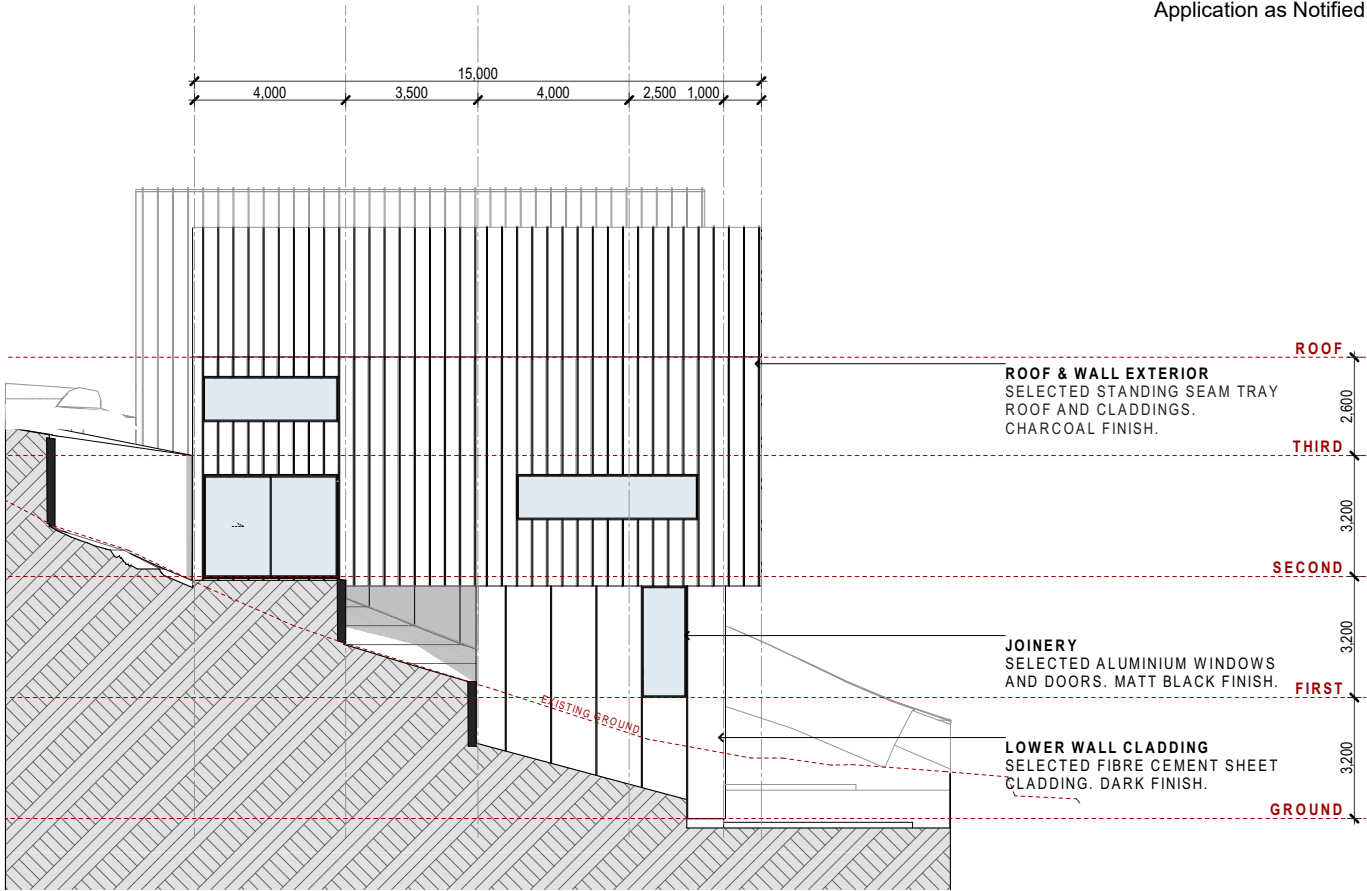 Application as Notified
15,000
4,000 3,500 4,000 2,500 1,000
ROOF
ROOF & WALL EXTERIOR
SELECTED STANDING SEAM TRAY
ROOF AND CLADDINGS.
CHARCOAL FINISH.
2,600
THIRD
3,200
SECOND
3,200
JOINERY
SELECTED ALUMINIUM WINDOWS
AND DOORS. MATT BLACK FINISH.
FIRST
EXISTING GROUND
LOWER WALL CLADDING
SELECTED FIBRE CEMENT SHEET
CLADDING. DARK FINISH.
3,200
GROUND